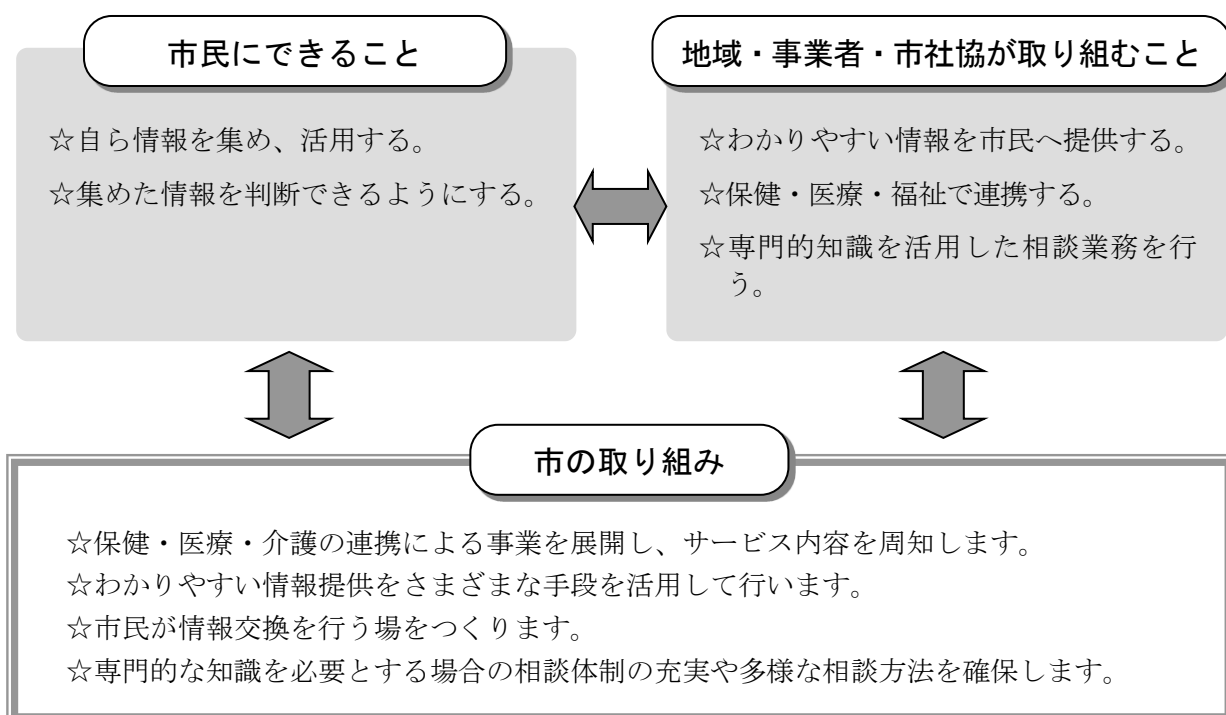 市民にできること
☆自ら情報を集め、活用する。
☆集めた情報を判断できるようにする。
地域・事業者・市社協が取り組むこと
☆わかりやすい情報を市民へ提供する。
☆保健・医療・福祉で連携する。
☆専門的知識を活用した相談業務を行
う。
市の取り組み
☆保健・医療・介護の連携による事業を展開し、サービス内容を周知します。
☆わかりやすい情報提供をさまざまな手段を活用して行います。
☆市民が情報交換を行う場をつくります。
☆専門的な知識を必要とする場合の相談体制の充実や多様な相談方法を確保します。